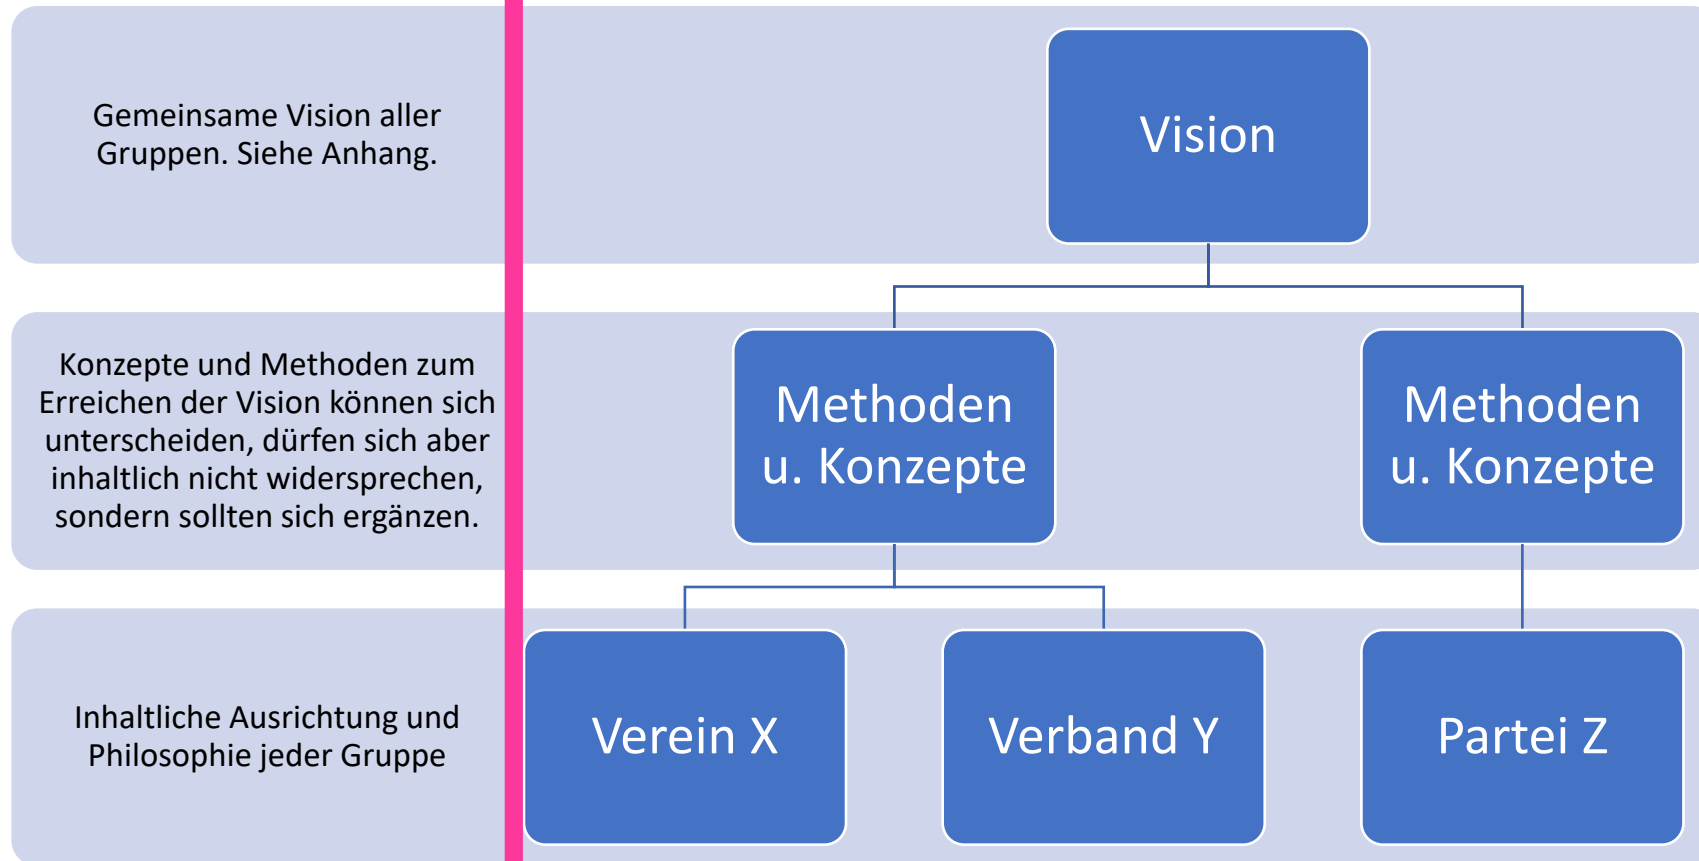 Gemeinsame Vision aller
Gruppen. Siehe Anhang.
Vision
Konzepte und Methoden zum
Erreichen der Vision können sich
unterscheiden, dürfen sich aber
inhaltlich nicht widersprechen,
sondern sollten sich ergänzen.
Methoden
u. Konzepte
Methoden
u. Konzepte
Inhaltliche Ausrichtung und
Philosophie jeder Gruppe
Verein X
Verband Y
Partei Z